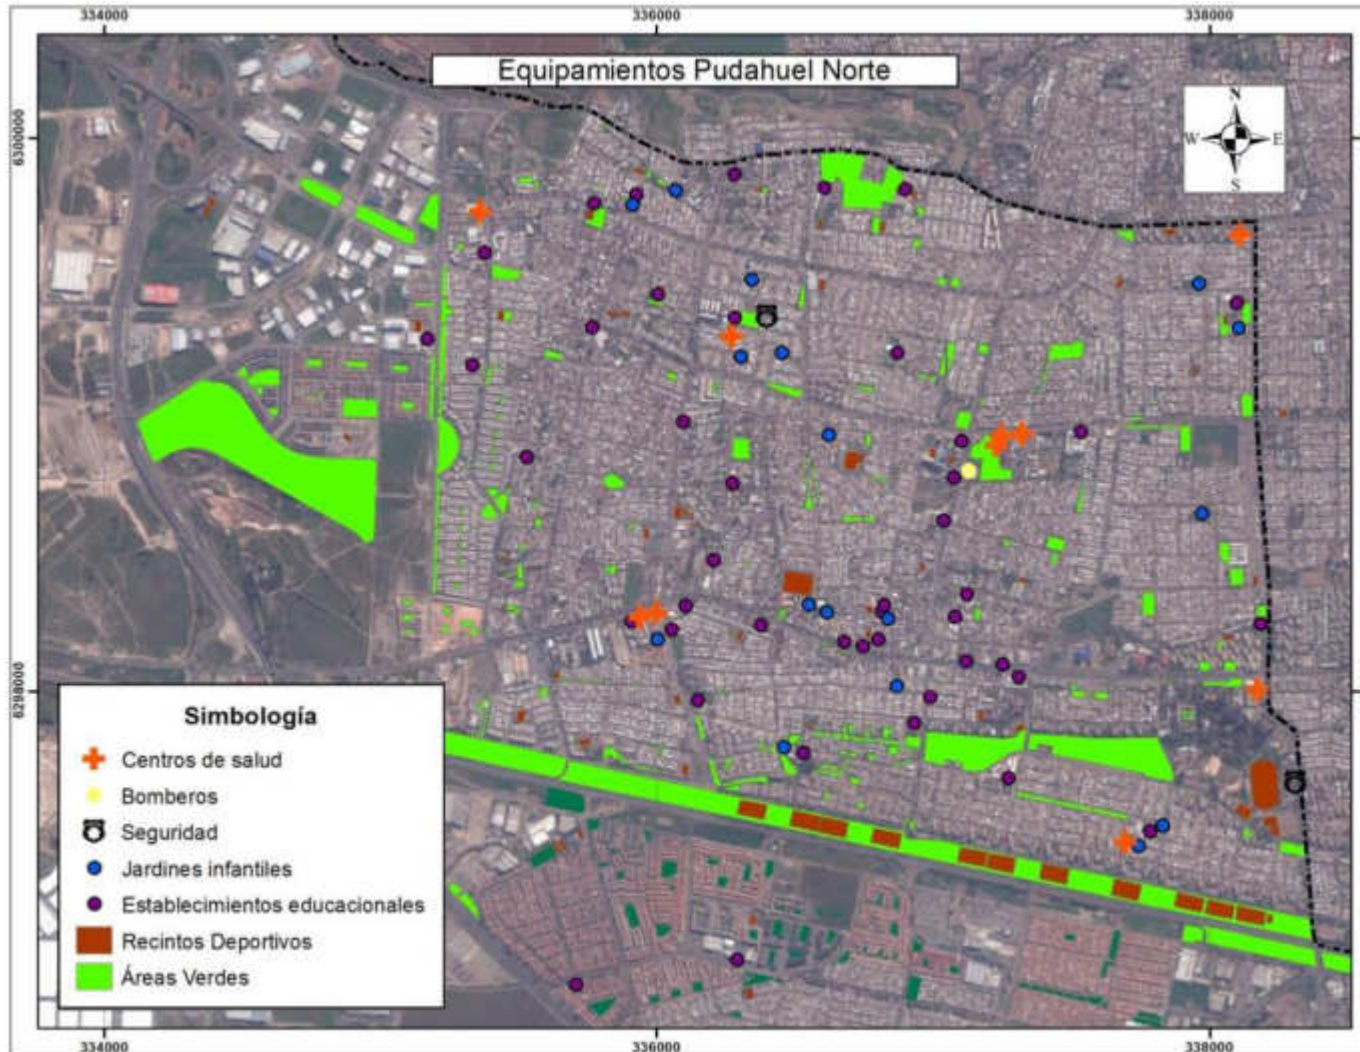 334000 336000 338000
Equipamientos Pudahuel Norte
N
W E
S
6300000
6298000
Simbología
Centros de salud
Bomberos
Seguridad
Jardines infantiles
Establecimientos educacionales
Recintos Deportivos
Áreas Verdes
334000 336000 338000